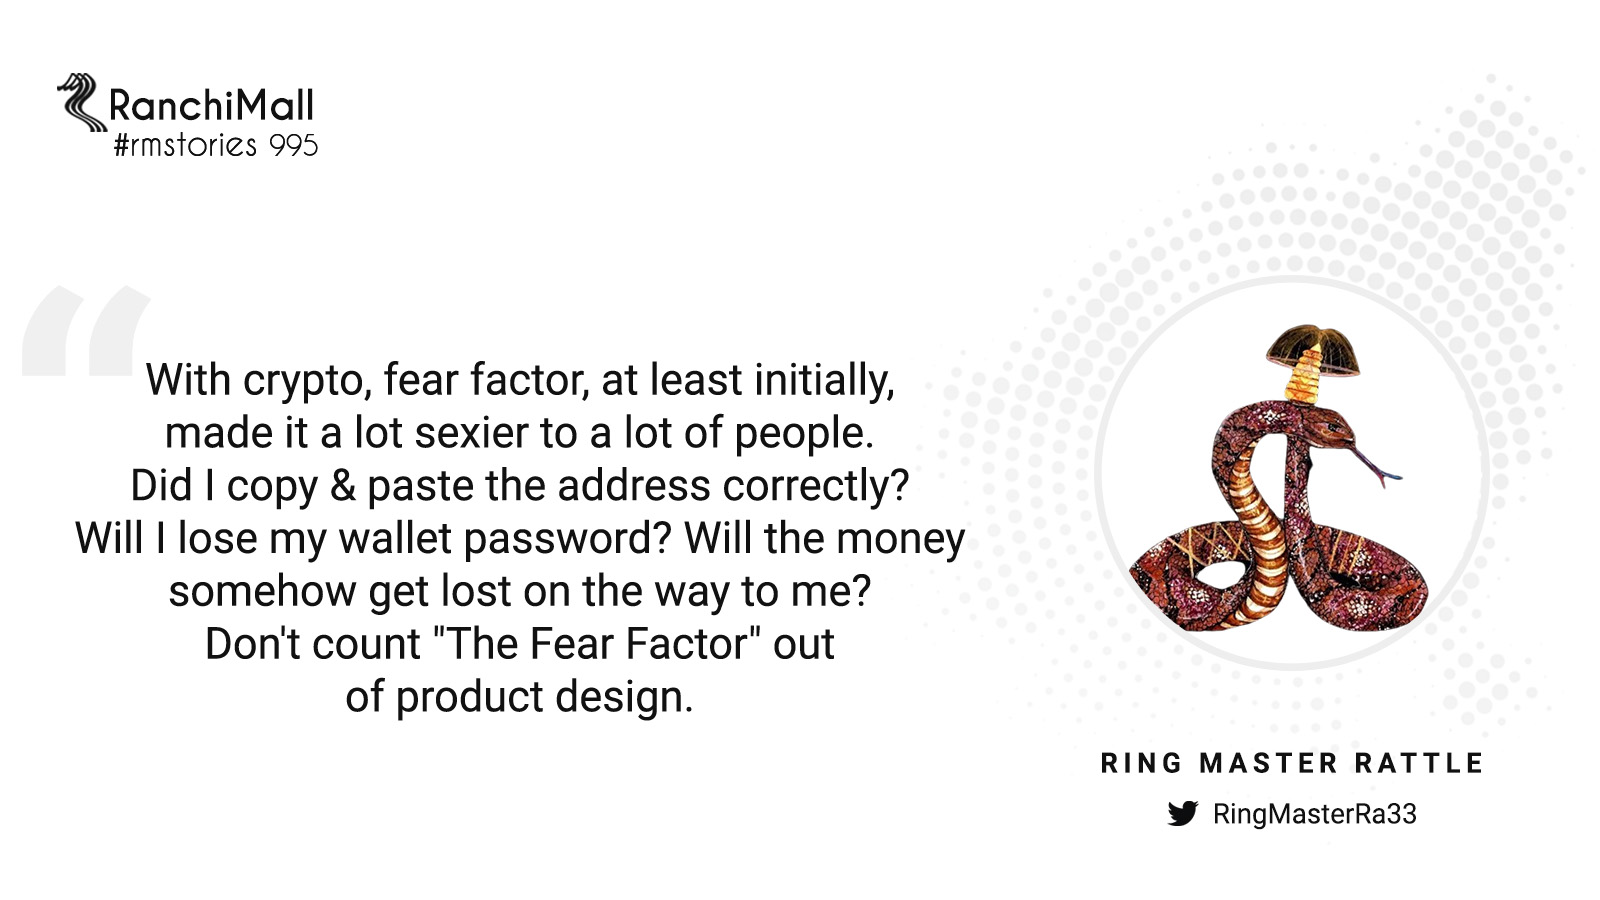 RanchiMall
#rmstories 995
With crypto, fear factor, at least initially,
made it a lot sexier to a lot of people.
Did I copy & paste the address correctly?
Will I lose my wallet password? Will the money
somehow get lost on the way to me?
Don't count "The Fear Factor" out
of product design.
RING MASTER RATTLE
RingMasterRa33